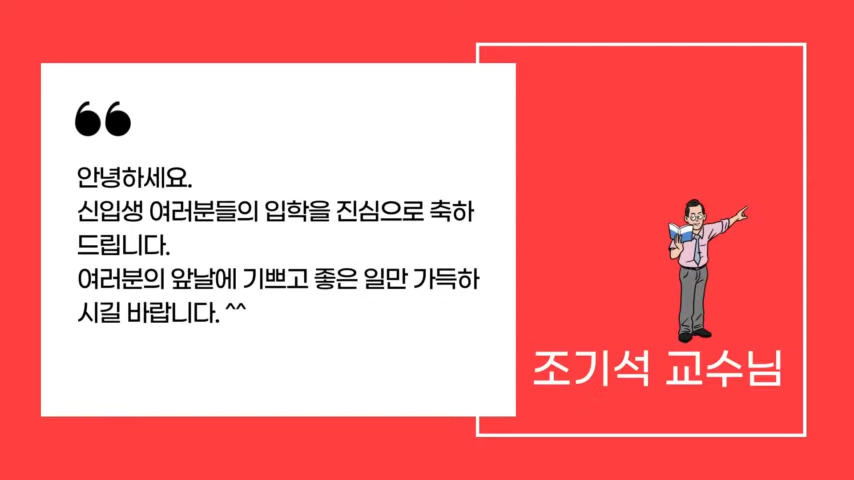 안녕하세요.
신입생 여러분들의 입학을 진심으로 축하
드립니다.
여러분의 앞날에 기쁘고 좋은 일만 가득하
시길 바랍니다. ^^
조기석 교수님